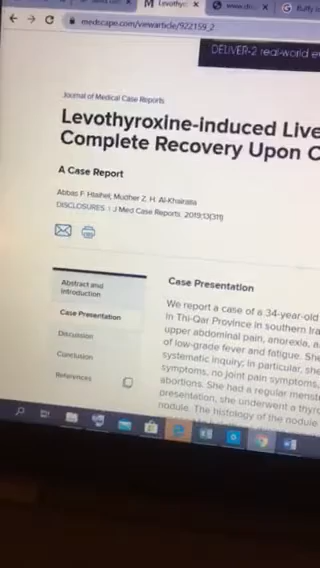 Levothyr
medscape.com/viewarticle/922159_2
DELIVER-2 real-world e
Journal of Medical Case Reports
Levothyroxine-induced Live
Complete Recovery Upon C
A Case Report
Abbas F. Hlaihel; Mudher Z. H. Al-Khairalla
DISCLOSURES | J Med Case Reports. 2019;13(311)
Abstract and
Introduction
Case Presentation
Discussion
Conclusion
References
Case Presentation
We report a case of a 34-year-old
in Thi-Qar Province in southern Ira
upper abdominal pain, anorexia, a
of low-grade fever and fatigue. She
systematic inquiry; in particular, she
symptoms, no joint pain symptoms,
abortions. She had a regular menst
presentation, she underwent a thyro
nodule. The histology of the nodule